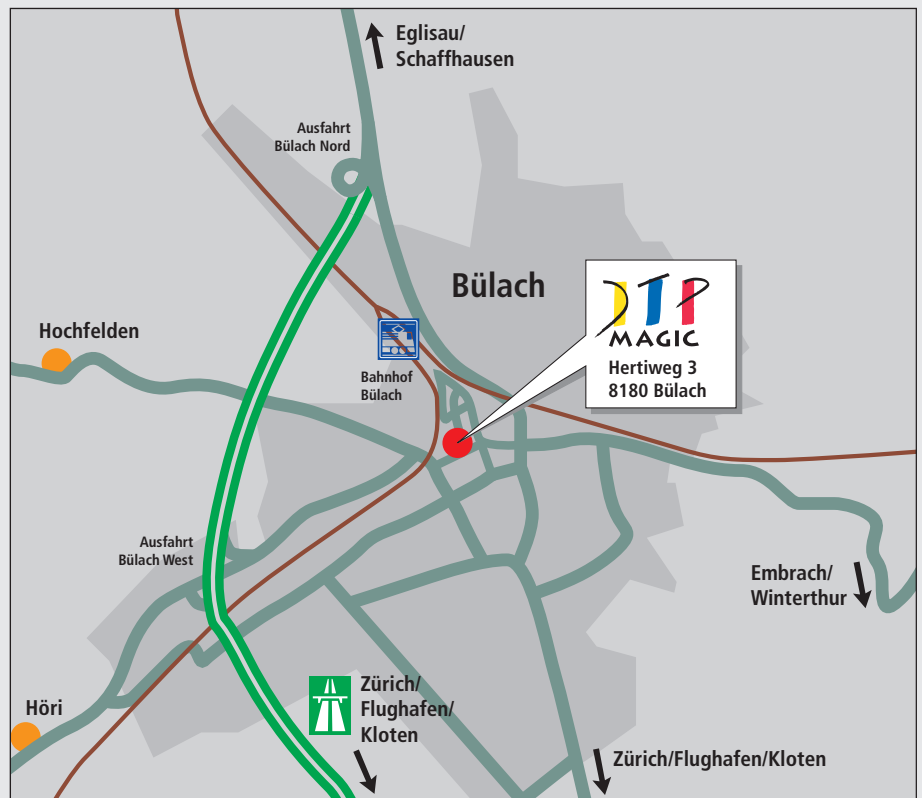 Eglisau/
Schaffhausen
Ausfahrt
Bülach Nord
Bülach
DTP
MAGIC
Hertiweg 3
8180 Bülach
Hochfelden
Bahnhof
Bülach
Ausfahrt
Bülach West
Embrach/
Winterthur
Höri
Zürich/
Flughafen/
Kloten
Zürich/Flughafen/Kloten